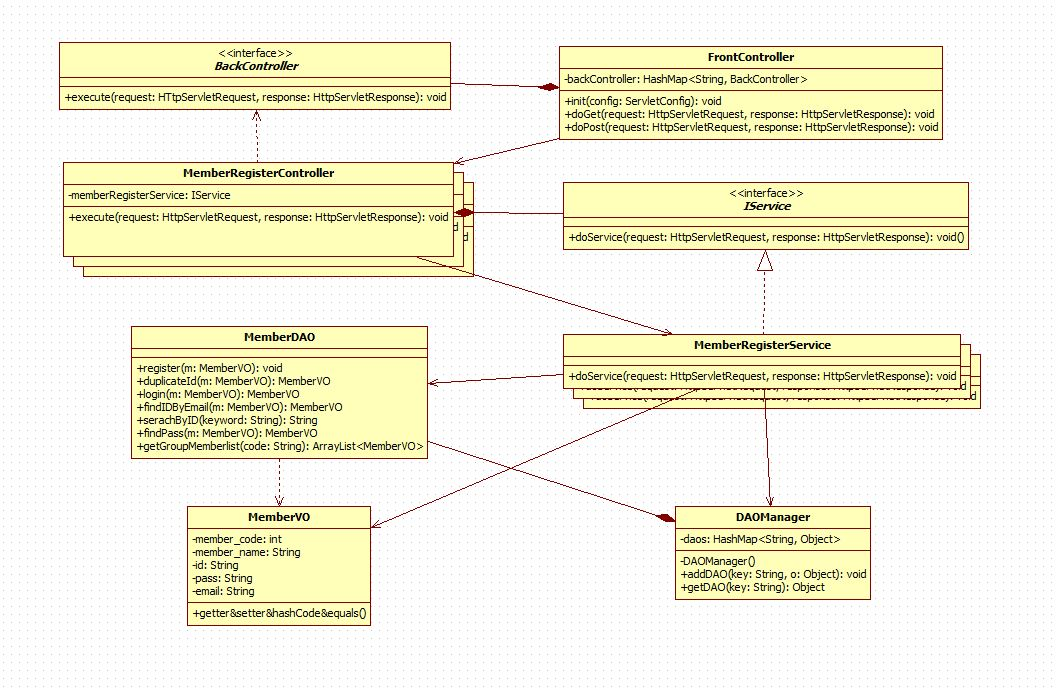 <<interface>>
BackController
+execute(request: HTtpServletRequest, response: HttpServletResponse): void
FrontController
-backController: HashMap<String, BackController>
+init(config: ServletConfig): void
+doGet(request: HttpServletRequest, response: HttpServletResponse): void
+doPost(request: HttpServletRequest, response: HttpServletResponse): void
MemberRegisterController
-memberRegisterService: IService
+execute(request: HttpServletRequest, response: HttpServletResponse): void
<<interface>>
IService
+doService(request: HttpServletRequest, response: HttpServletResponse): void()
MemberDAO
+register(m: MemberVO): void
+duplicateId(m: MemberVO): MemberVO
+login(m: MemberVO): MemberVO
+findIDByEmail(m: MemberVO): MemberVO
+serachByID(keyword: String): String
+findPass(m: MemberVO): MemberVO
+getGroupMemberlist(code: String): ArrayList<MemberVO>
MemberRegisterService
+doService(request: HttpServletRequest, response: HttpServletResponse): void
MemberVO
-member_code: int
-member_name: String
-id: String
-pass: String
-email: String
+getter&setter&hashCode&equals()
DAOManager
-daos: HashMap<String, Object>
-DAOManager()
+addDAO(key: String, o: Object): void
+getDAO(key: String): Object